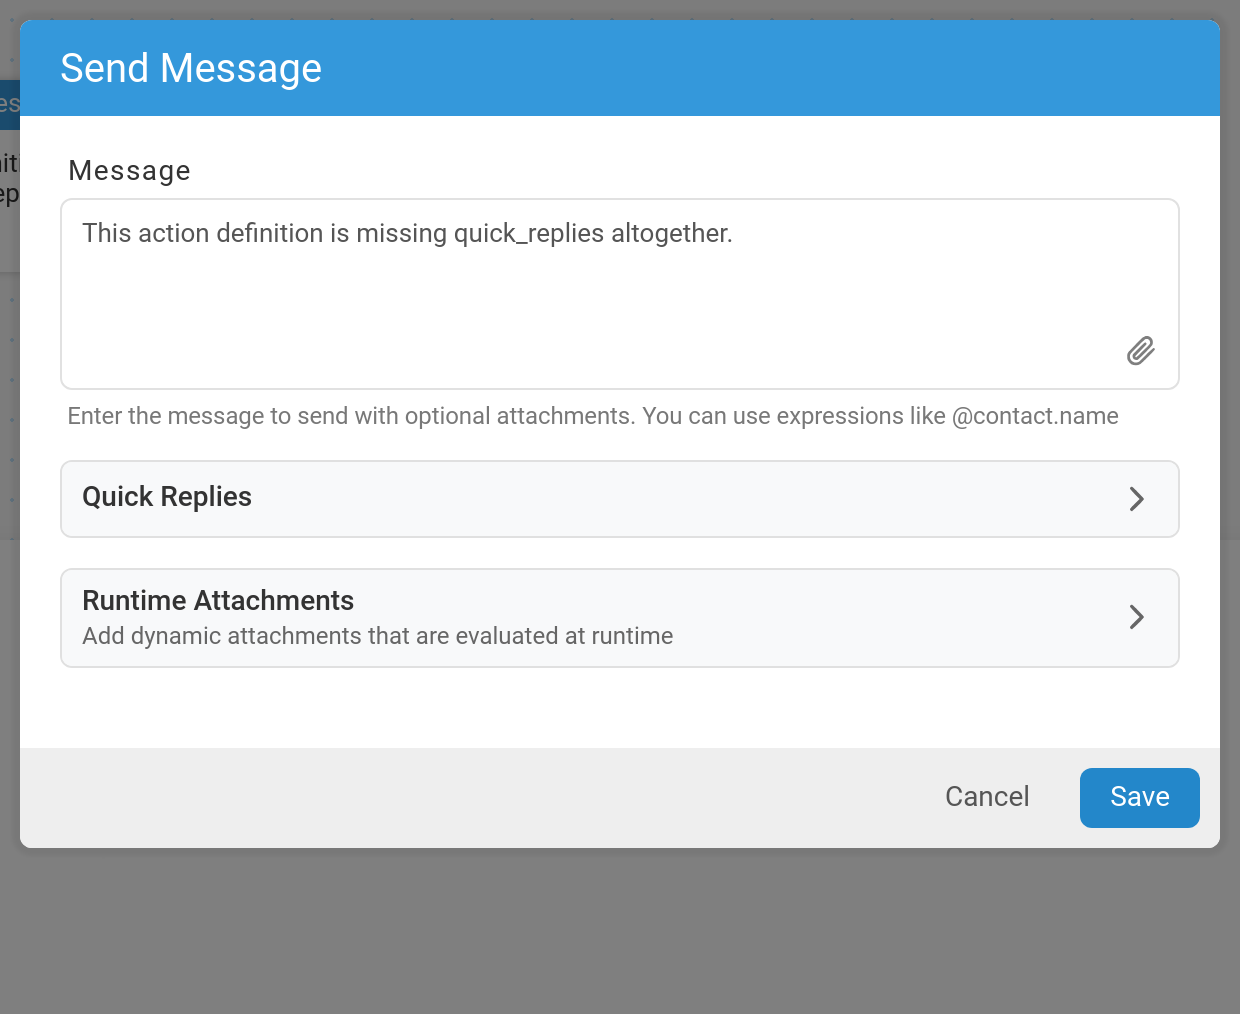 Send Message
es
niti
ep
Message
This action definition is missing quick_replies altogether.
Enter the message to send with optional attachments. You can use expressions like @contact.name
Quick Replies
Runtime Attachments
Add dynamic attachments that are evaluated at runtime
Cancel
Save